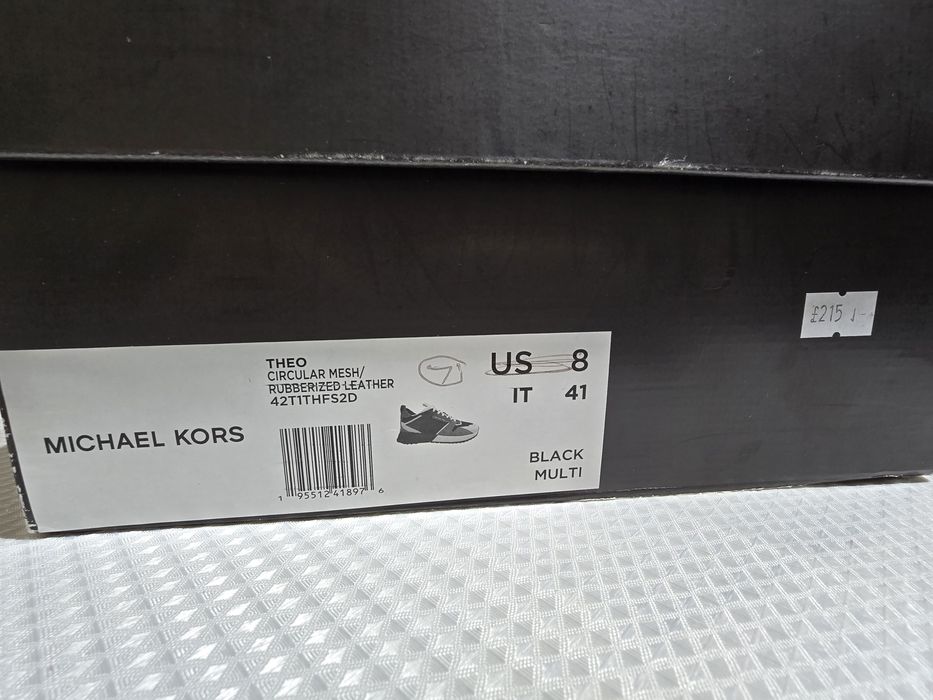 £215
THEO
CIRCULAR MESH/
RUBBERIZED LEATHER
42T1THFS2D
7
US 8
IT 41
MICHAEL KORS
BLACK
MULTI
1 95512 41897 6